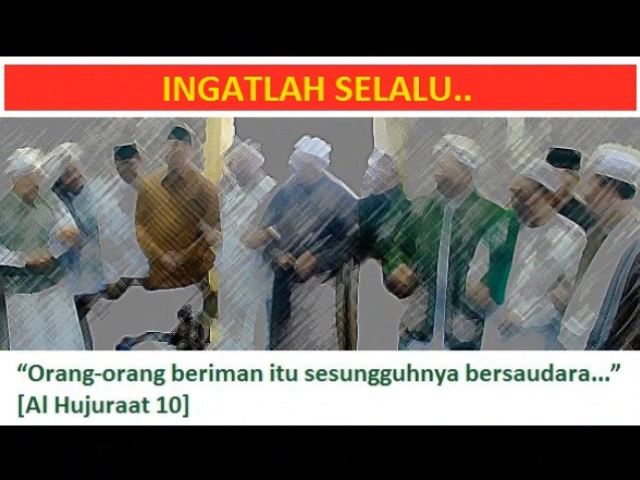 INGATLAH SELALU..
“Orang-orang beriman itu sesungguhnya bersaudara...”
[Al Hujuraat 10]